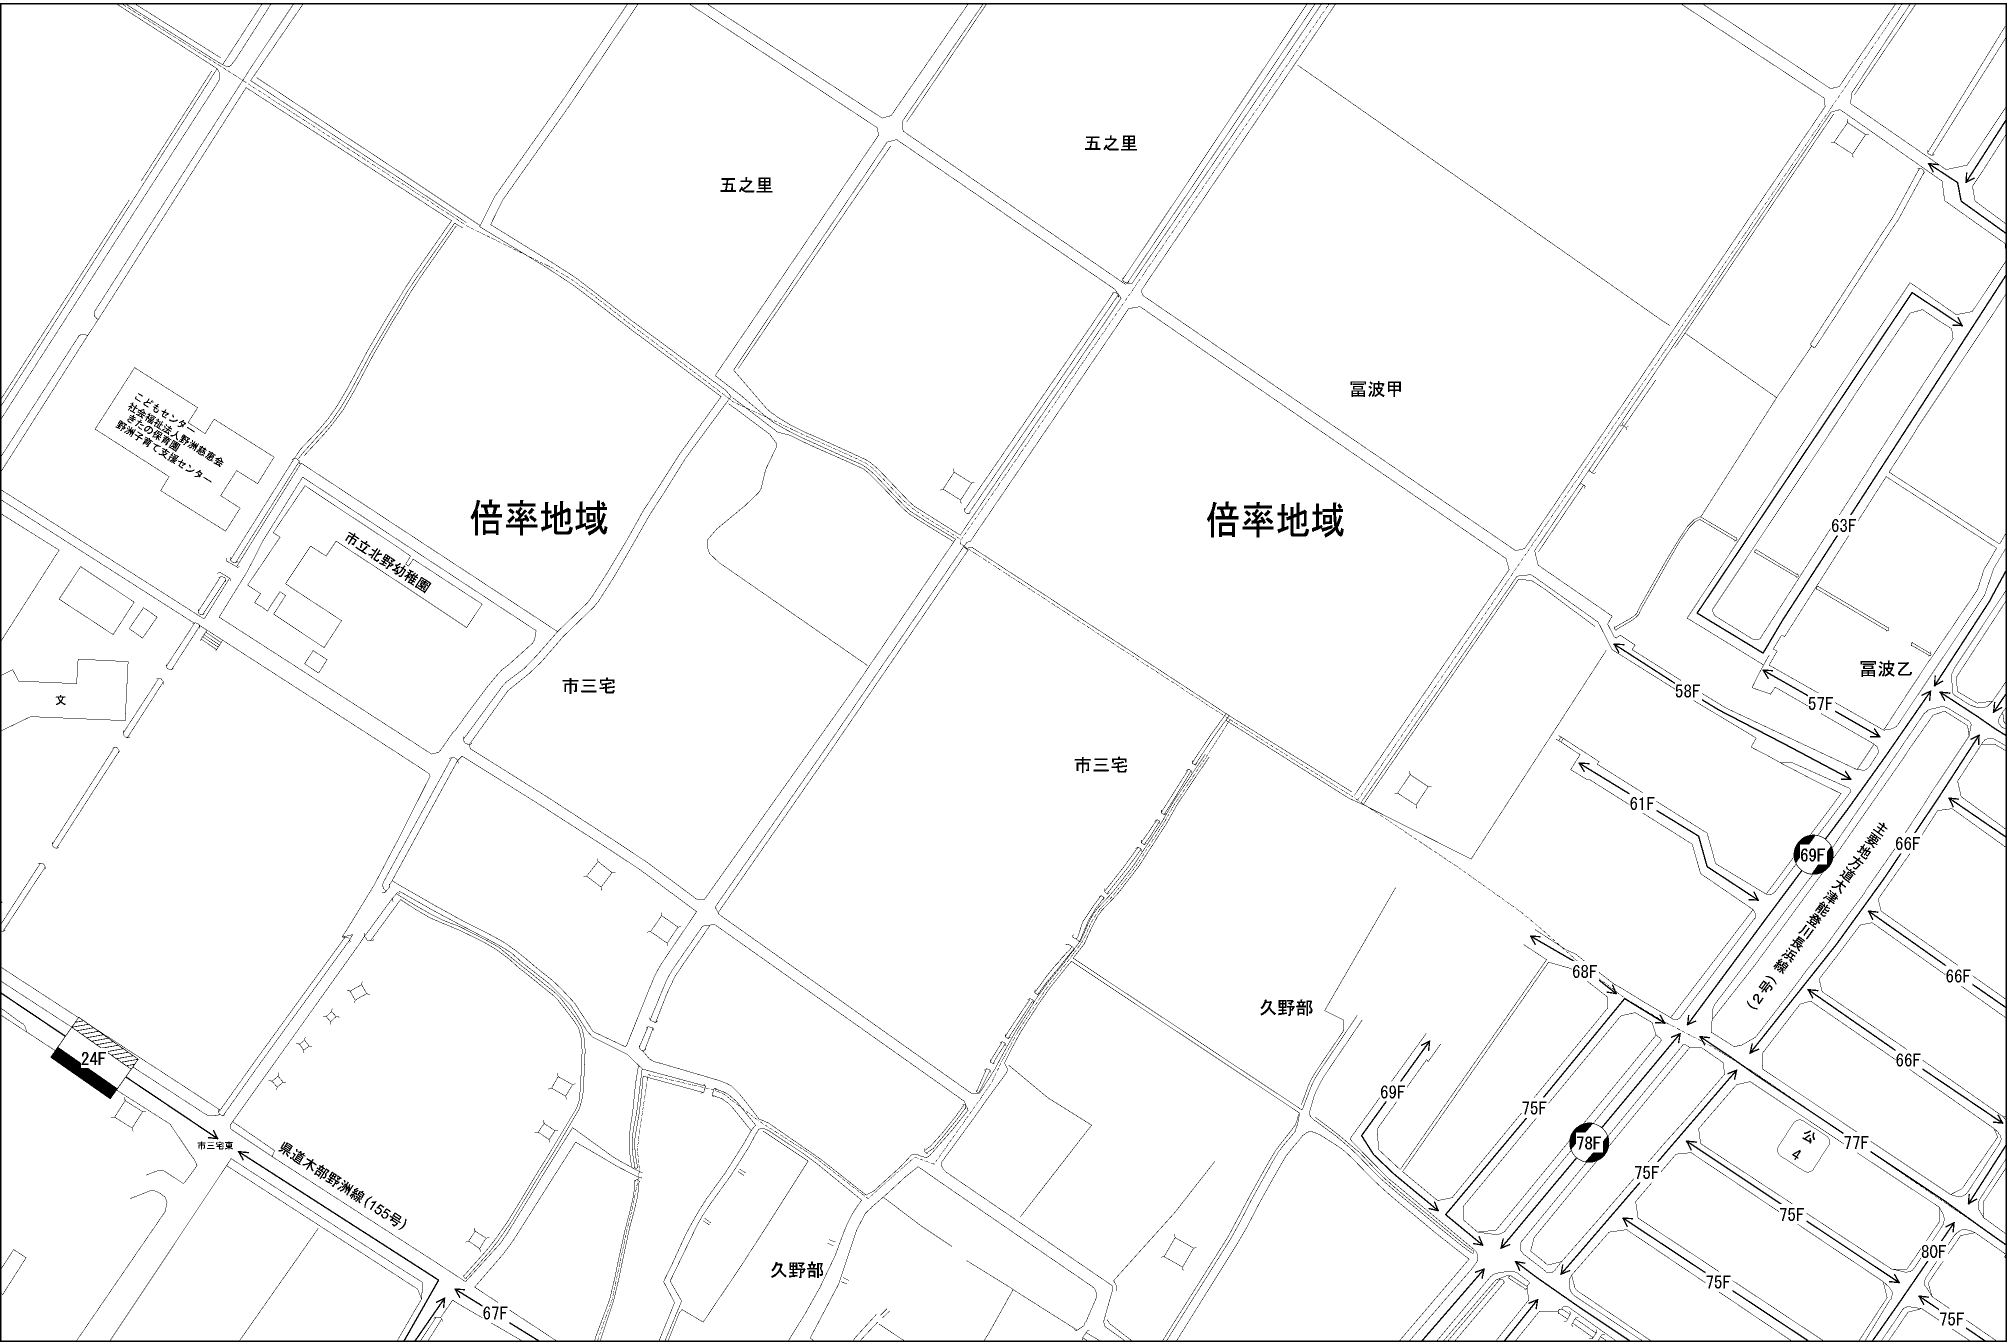 五之里
五之里
冨波甲
こどもセンター
社会福祉法人野洲慈恵会
きたの保育園
野洲子育て支援センター
倍率地域
倍率地域
63F
市立北野幼稚園
冨波乙
市三宅
58F
57F
文
市三宅
61F
69F
66F
主要地方道大津能登川長浜線(2号)
68F
66F
久野部
24F
66F
69F
75F
78F
公
4
77F
市三宅東
県道木部野洲線(155号)
75F
75F
久野部
80F
75F
67F
75F